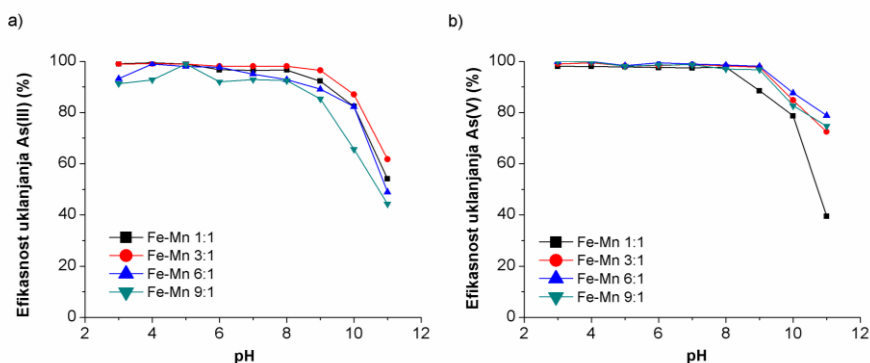 a)
Efikasnost uklanjanja As(III) (%)
100
80
60
40
20
0
Fe-Mn 1:1
Fe-Mn 3:1
Fe-Mn 6:1
Fe-Mn 9:1
2 4 6 8 10 12
pH
b)
Efikasnost uklanjanja As(V) (%)
100
80
60
40
20
0
Fe-Mn 1:1
Fe-Mn 3:1
Fe-Mn 6:1
Fe-Mn 9:1
2 4 6 8 10 12
pH